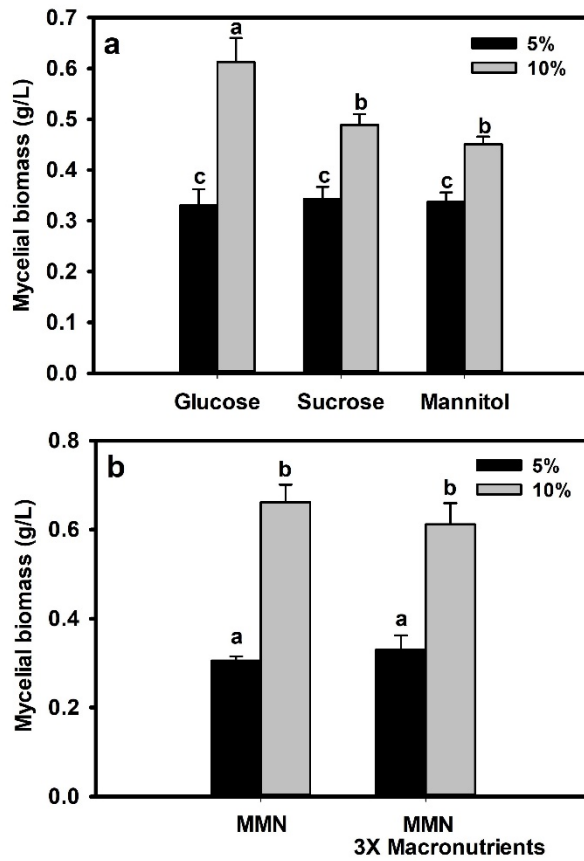 a
5%
10%
Mycelial biomass (g/L)
0.7
0.6
0.5
0.4
0.3
0.2
0.1
0.0
c
a
c
b
c
b
Glucose
Sucrose
Mannitol
b
5%
10%
Mycelial biomass (g/L)
0.8
0.6
0.4
0.2
0.0
a
b
a
b
MMN
MMN
3X Macronutrients